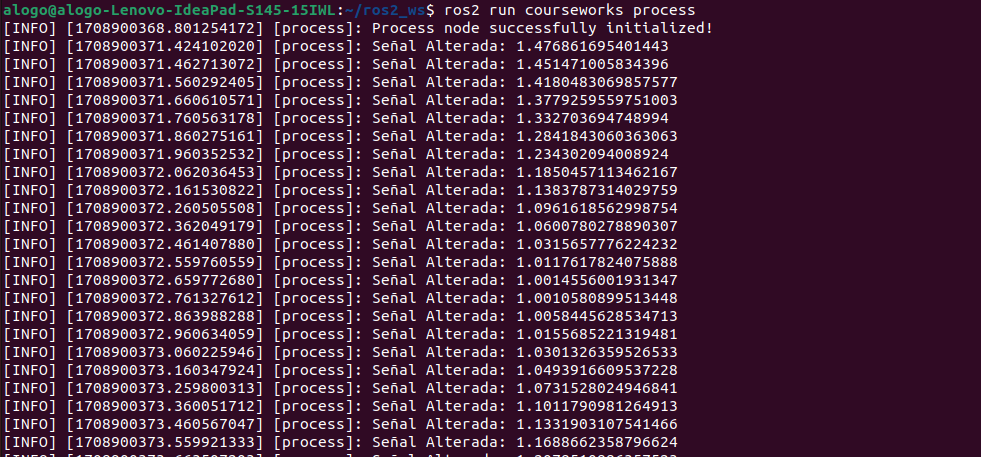 alogo@alogo-Lenovo-IdeaPad-S145-15IWL:~/ros2_ws$ ros2 run courseworks process
[INFO] [1708900368.801254172] [process]: Process node successfully initialized!
[INFO] [1708900371.424102020] [process]: Señal Alterada: 1.476861695401443
[INFO] [1708900371.462713072] [process]: Señal Alterada: 1.451471005834396
[INFO] [1708900371.560292405] [process]: Señal Alterada: 1.4180483069857577
[INFO] [1708900371.660610571] [process]: Señal Alterada: 1.3779259559751003
[INFO] [1708900371.760563178] [process]: Señal Alterada: 1.332703694748994
[INFO] [1708900371.860275161] [process]: Señal Alterada: 1.2841843060363063
[INFO] [1708900371.960352532] [process]: Señal Alterada: 1.234302094008924
[INFO] [1708900372.062036453] [process]: Señal Alterada: 1.1850457113462167
[INFO] [1708900372.161530822] [process]: Señal Alterada: 1.1383787314029759
[INFO] [1708900372.260505508] [process]: Señal Alterada: 1.0961618562998754
[INFO] [1708900372.362049179] [process]: Señal Alterada: 1.0600780278890307
[INFO] [1708900372.461407880] [process]: Señal Alterada: 1.0315657776224232
[INFO] [1708900372.559760559] [process]: Señal Alterada: 1.0117617824075888
[INFO] [1708900372.659772680] [process]: Señal Alterada: 1.0014556001931347
[INFO] [1708900372.761327612] [process]: Señal Alterada: 1.0010580899513448
[INFO] [1708900372.863988288] [process]: Señal Alterada: 1.0058445628534713
[INFO] [1708900372.960634059] [process]: Señal Alterada: 1.0155685221319481
[INFO] [1708900373.060225946] [process]: Señal Alterada: 1.0301326359526533
[INFO] [1708900373.160347924] [process]: Señal Alterada: 1.0493916609537228
[INFO] [1708900373.259800313] [process]: Señal Alterada: 1.0731528024946841
[INFO] [1708900373.360051712] [process]: Señal Alterada: 1.1011790981264913
[INFO] [1708900373.460567047] [process]: Señal Alterada: 1.1331903107541466
[INFO] [1708900373.559921333] [process]: Señal Alterada: 1.1688662358796624